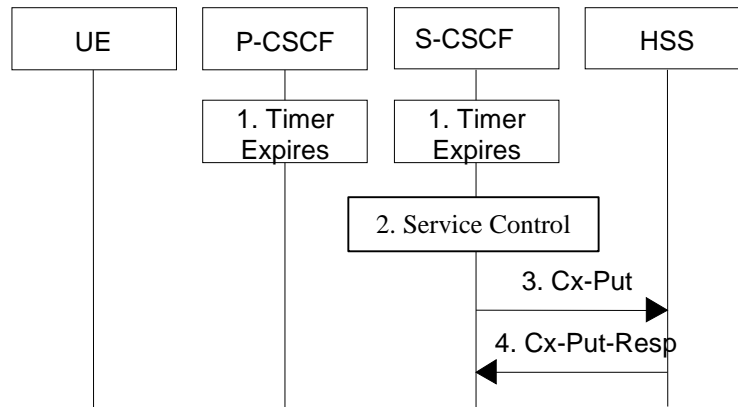 UE
P-CSCF
S-CSCF
HSS
1. Timer
Expires
1. Timer
Expires
2. Service Control
3. Cx-Put
4. Cx-Put-Resp